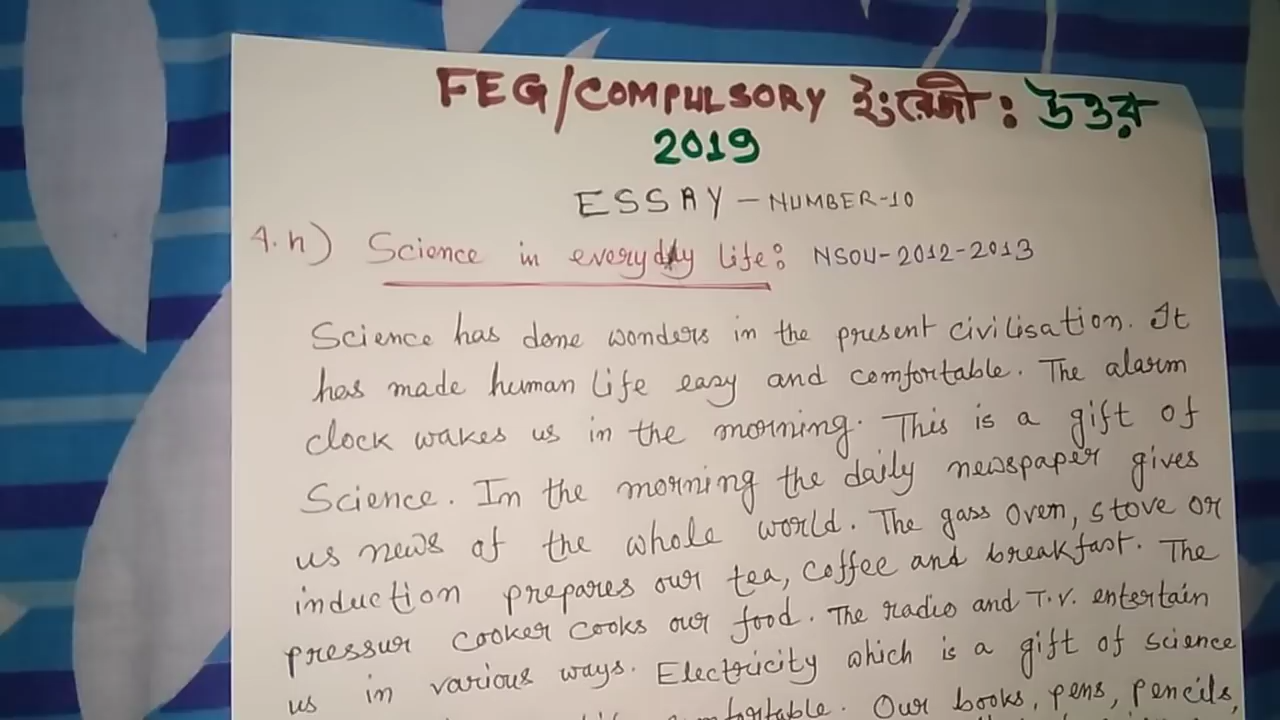 FEG/COMPULSORY ইংরেজী: উত্তর
2019
ESSAY - NUMBER-10
4.h) Science in everydy life: NSOU-2012-2013
Science has done wonders in the present civilisation. It
has made human life easy and comfortable. The alarm
clock wakes us in the morning. This is a gift of
Science. In the morning the daily newspaper gives
us news of the whole world. The gass oven, stove or
induction prepares our tea, coffee and breakfast. The
pressur cooker cooks our food. The radio and T.V. entertain
us in various ways. Electricity which is a gift of science
Our books, pens, pencils,